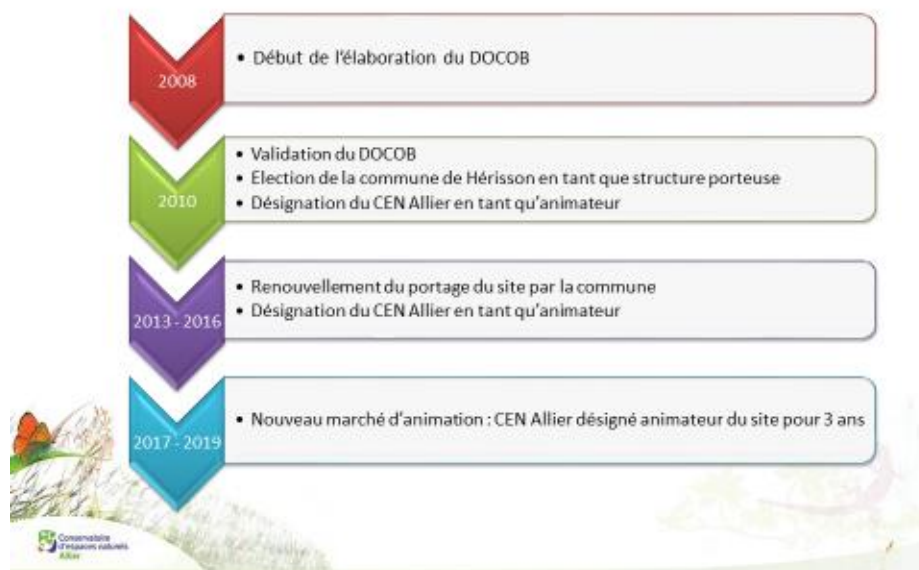 2008
• Début de l'élaboration du DOCOB
2010
• Validation du DOCOB
• Election de la commune de Hérisson en tant que structure porteuse
• Désignation du CEN Allier en tant qu'animateur
2013 - 2016
• Renouvellement du portage du site par la commune
• Désignation du CEN Allier en tant qu'animateur
2017 - 2019
• Nouveau marché d'animation : CEN Allier désigné animateur du site pour 3 ans
Conservatoire
d'espaces naturels
Allier